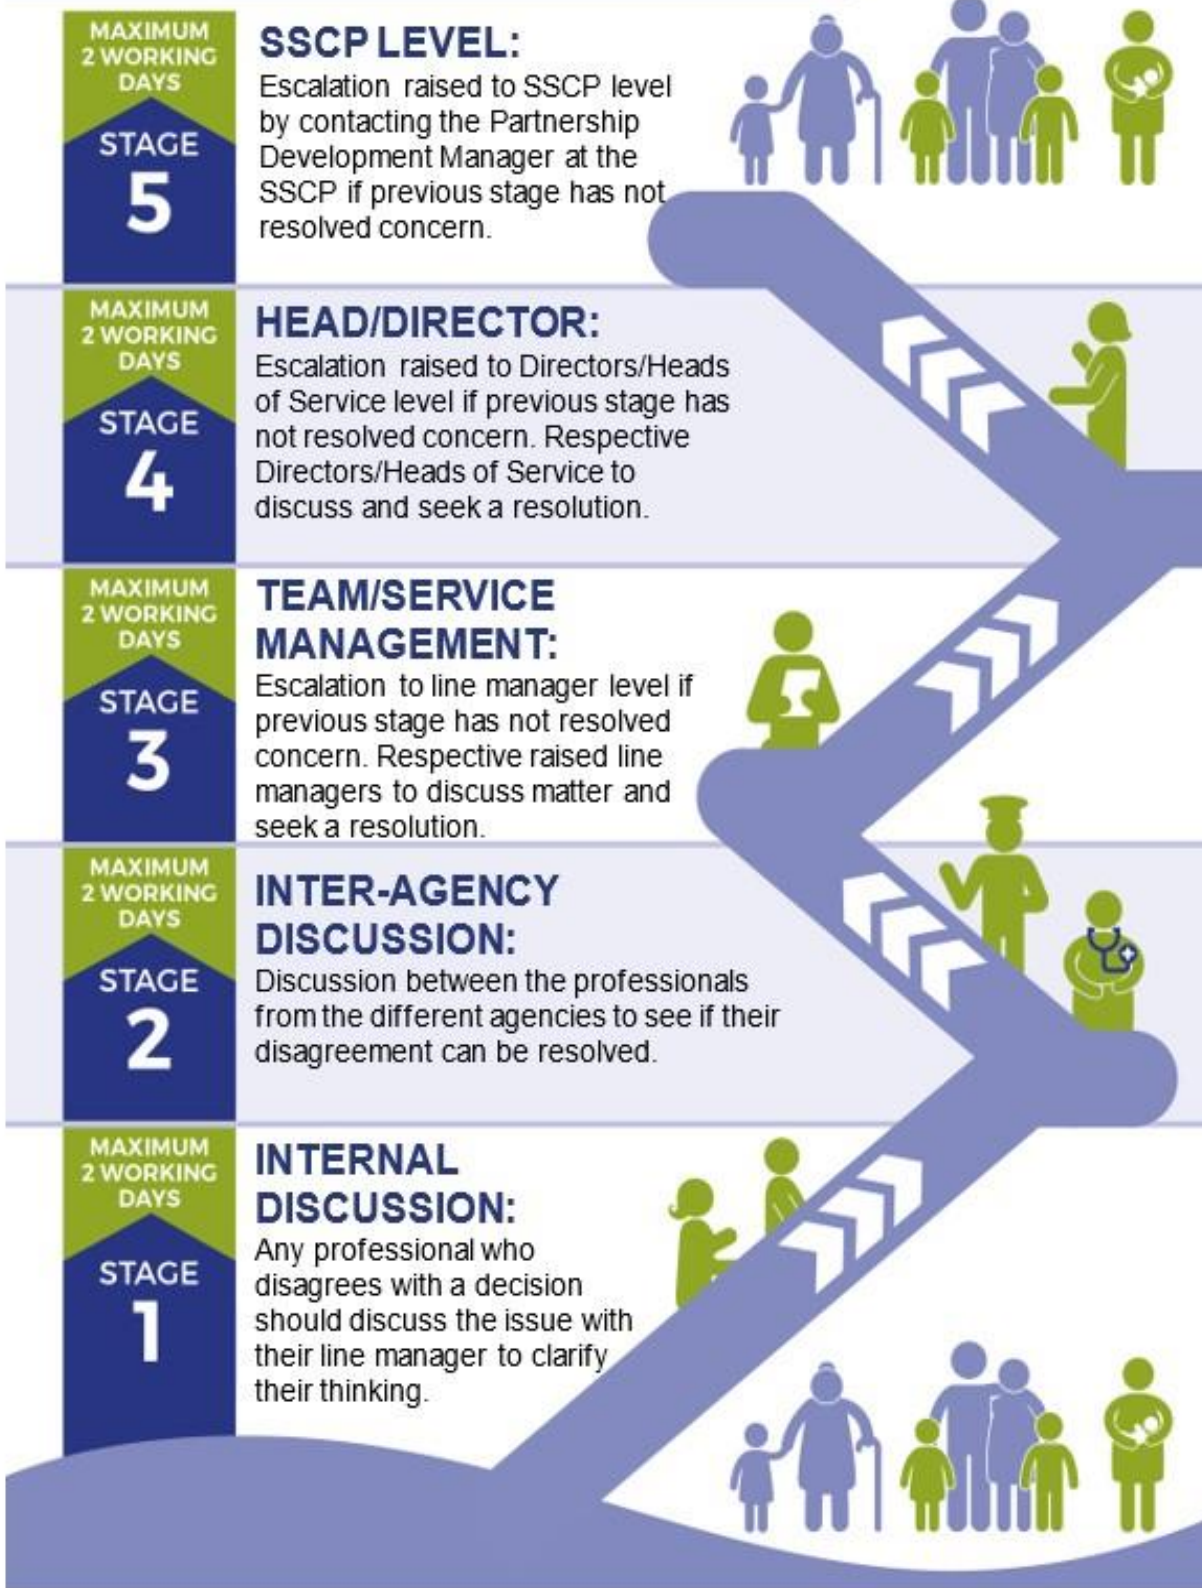 MAXIMUM
2 WORKING
DAYS
STAGE
5
SSCP LEVEL:
Escalation raised to SSCP level
by contacting the Partnership
Development Manager at the
SSCP if previous stage has not
resolved concern.
MAXIMUM
2 WORKING
DAYS
STAGE
4
HEAD/DIRECTOR:
Escalation raised to Directors/Heads
of Service level if previous stage has
not resolved concern. Respective
Directors/Heads of Service to
discuss and seek a resolution.
MAXIMUM
2 WORKING
DAYS
STAGE
3
TEAM/SERVICE
MANAGEMENT:
Escalation to line manager level if
previous stage has not resolved
concern. Respective raised line
managers to discuss matter and
seek a resolution.
MAXIMUM
2 WORKING
DAYS
STAGE
2
INTER-AGENCY
DISCUSSION:
Discussion between the professionals
from the different agencies to see if their
disagreement can be resolved.
MAXIMUM
2 WORKING
DAYS
STAGE
1
INTERNAL
DISCUSSION:
Any professional who
disagrees with a decision
should discuss the issue with
their line manager to clarify
their thinking.